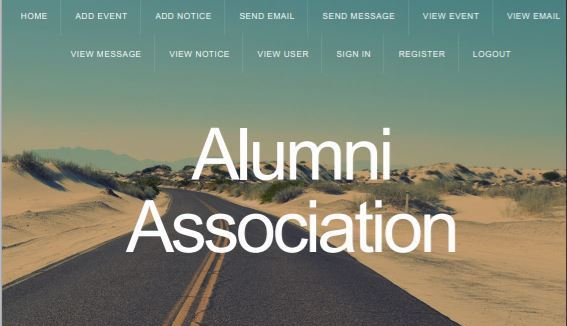 HOME ADD EVENT ADD NOTICE SEND EMAIL SEND MESSAGE VIEW EVENT VIEW EMAIL
VIEW MESSAGE VIEW NOTICE VIEW USER SIGN IN REGISTER LOGOUT
Alumni
Association